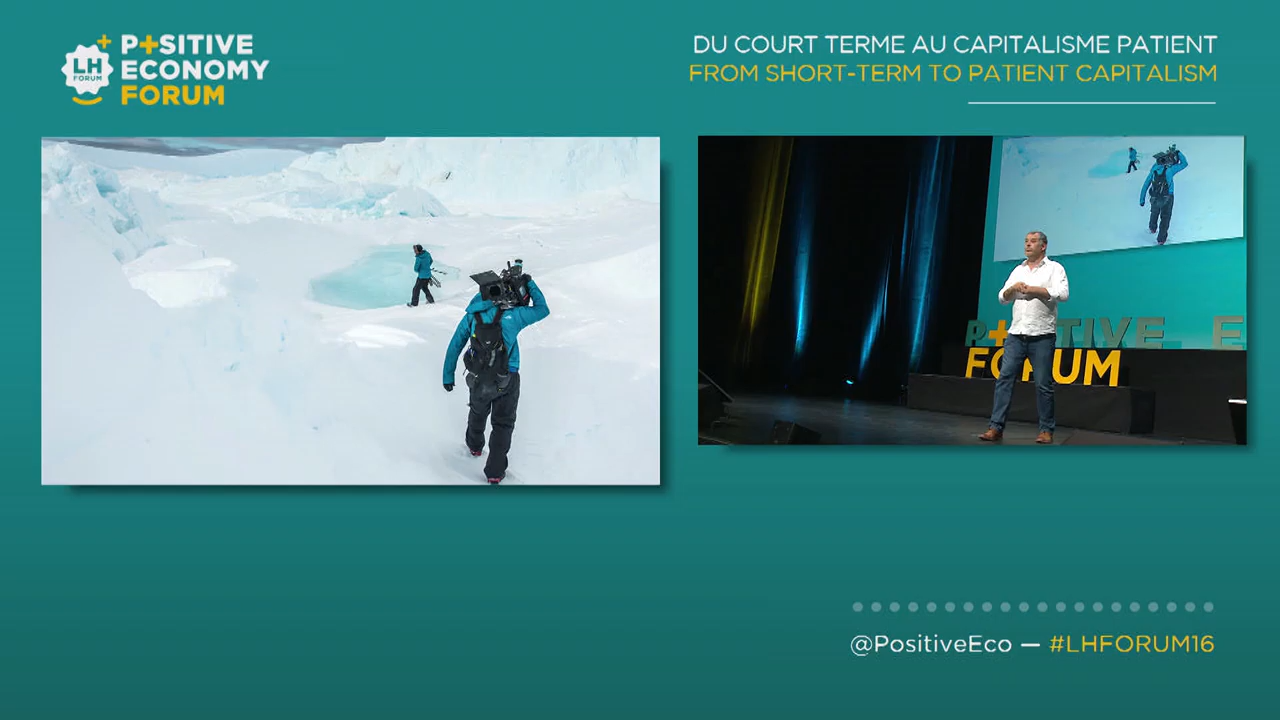 P+SITIVE
ECONOMY
FORUM
LH
FORUM
DU COURT TERME AU CAPITALISME PATIENT
FROM SHORT-TERM TO PATIENT CAPITALISM
P+ TIVE E
FORUM
@PositiveEco — #LHFORUM16